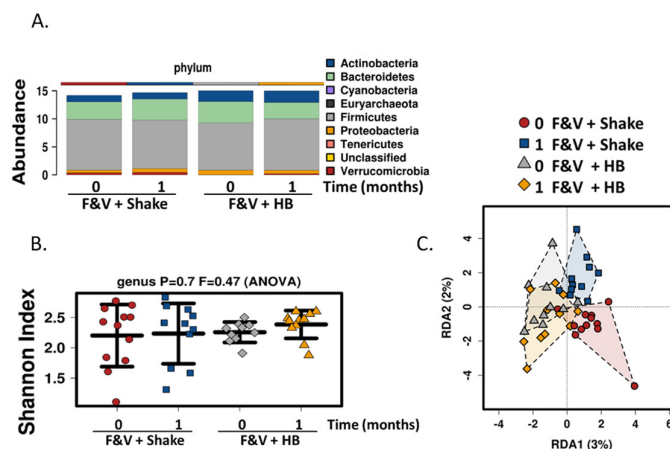 A.
phylum
Abundance
15
10
5
0
Actinobacteria
Bacteroidetes
Cyanobacteria
Euryarchaeota
Firmicutes
Proteobacteria
Tenericutes
Unclassified
Verrucomicrobia
0 1 0 1 Time (months)
F&V + Shake F&V + HB
0 F&V + Shake
1 F&V + Shake
0 F&V + HB
1 F&V + HB
B.
genus P=0.7 F=0.47 (ANOVA)
Shannon Index
2.5
2.0
1.5
0 1 0 1 Time (months)
F&V + Shake F&V + HB
C.
RDA2 (2%)
4
2
0
-2
-4
-4 -2 0 2 4 6
RDA1 (3%)